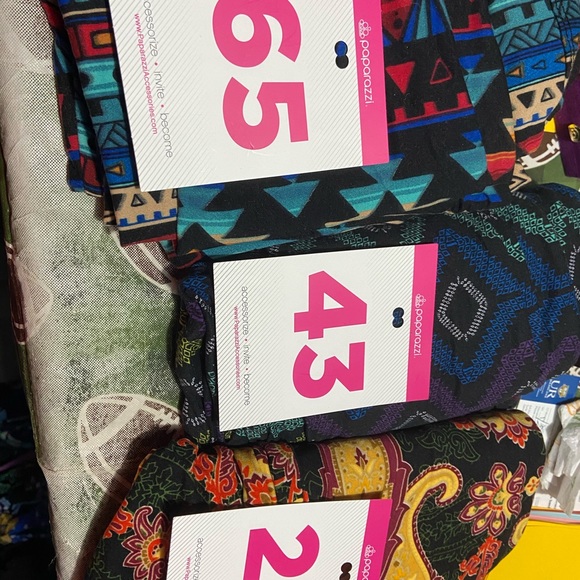 paparazzi.
65
accessorize • invite • become
www.PaparazziAccessories.com
paparazzi.
43
accessorize • invite • become
www.PaparazziAccessories.com
paparazzi.
2